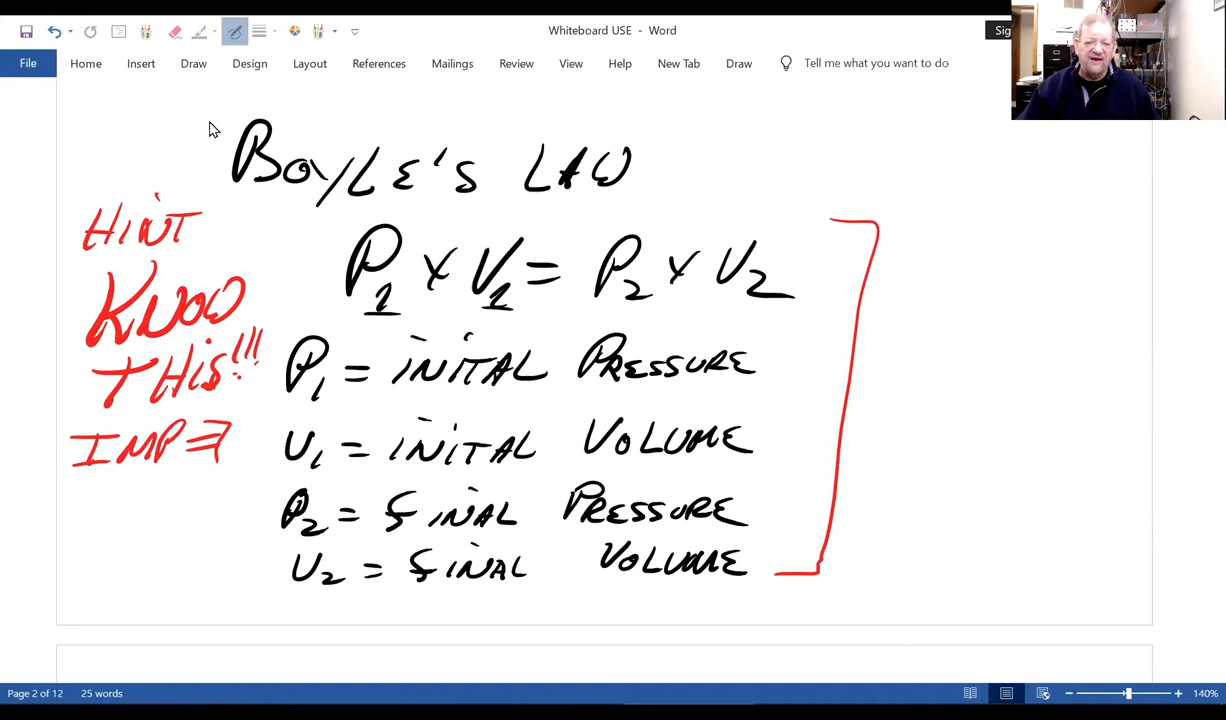 Whiteboard USE - Word
Sig
File Home Insert Draw Design Layout References Mailings Review View Help New Tab Draw Tell me what you want to do
BOYLE'S LAW
HINT
KNOW
THIS!!!
IMP
P1 x V1 = P2 x V2
P1 = INITAL PRESSURE
V1 = INITAL VOLUME
P2 = FINAL PRESSURE
V2 = FINAL VOLUME
Page 2 of 12 25 words 140%